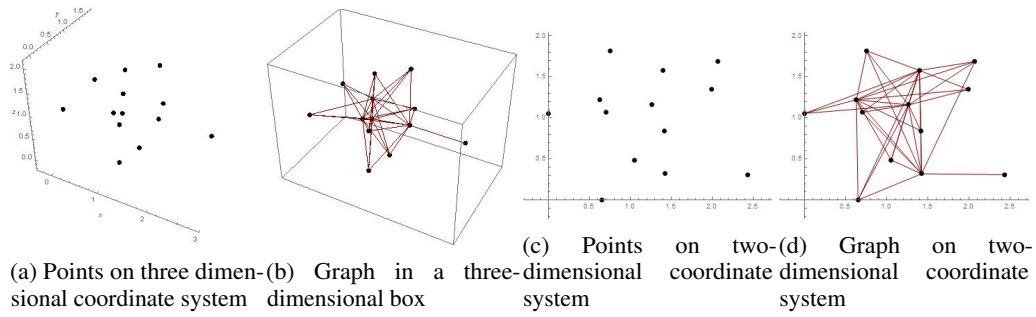 y
0.0
0.5
1.0
1.5
2.0
1.5
z
1.0
0.5
0.0
0
1
x
2
3
2.0
1.5
1.0
0.5
0.5
1.0
1.5
2.0
2.5
2.0
1.5
1.0
0.5
0.5
1.0
1.5
2.0
2.5
(a) Points on three dimen-
sional coordinate system
(b) Graph in a three-
dimensional box
(c) Points on two-
dimensional coordinate
system
(d) Graph on two-
dimensional coordinate
system